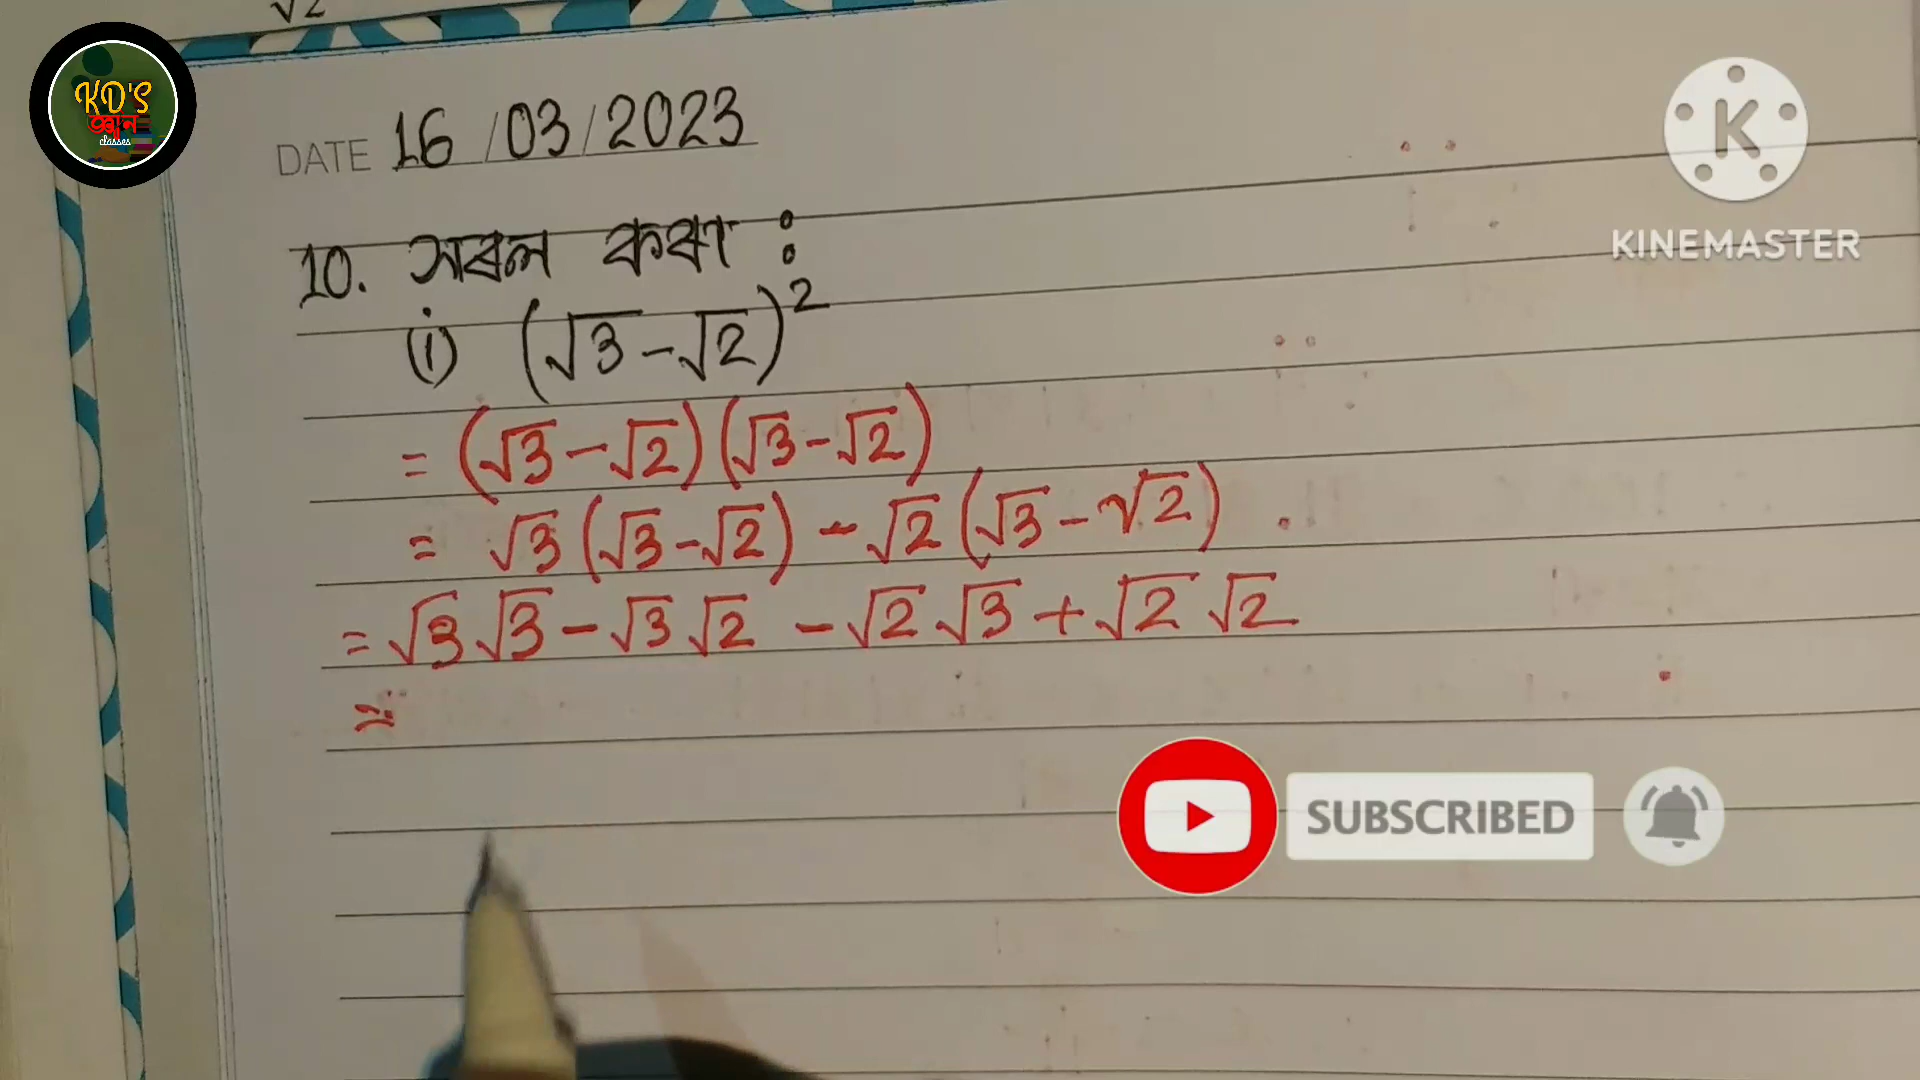 √2
KD'S
জ্ঞান
classes
DATE 16/03/2023
KINEMASTER
10. সৰল কৰা :
(i) (√3-√2)²
= (√3-√2)(√3-√2)
= √3(√3-√2) - √2(√3-√2)
= √3√3 - √3√2 - √2√3 + √2√2
=
SUBSCRIBED